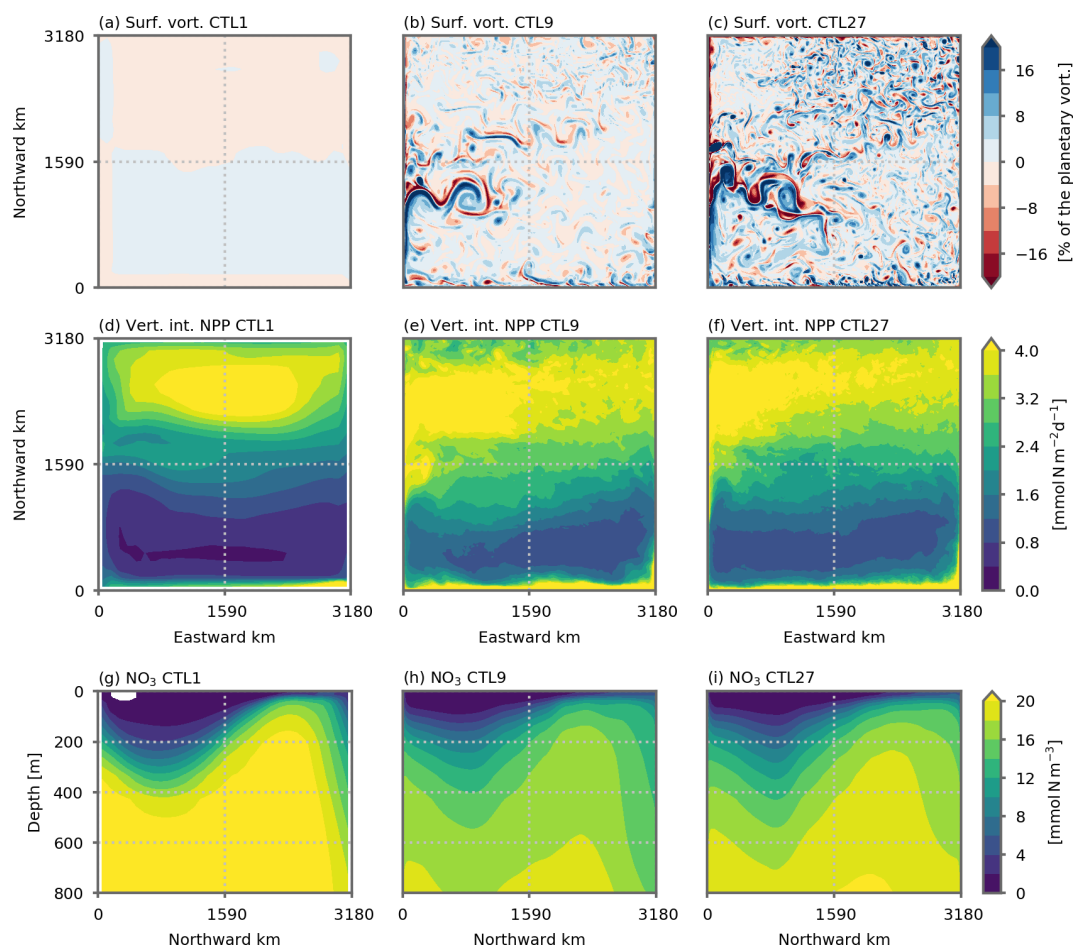 (a) Surf. vort. CTL1
(b) Surf. vort. CTL9
(c) Surf. vort. CTL27
3180
1590
0
Northward km
16
8
0
−8
−16
[% of the planetary vort.]
(d) Vert. int. NPP CTL1
(e) Vert. int. NPP CTL9
(f) Vert. int. NPP CTL27
3180
1590
0
Northward km
0 1590 3180
0 1590 3180
0 1590 3180
Eastward km
Eastward km
Eastward km
4.0
3.2
2.4
1.6
0.8
0.0
[mmol N m⁻²d⁻¹]
(g) NO₃ CTL1
(h) NO₃ CTL9
(i) NO₃ CTL27
0
200
400
600
800
Depth [m]
0 1590 3180
0 1590 3180
0 1590 3180
Northward km
Northward km
Northward km
20
16
12
8
4
0
[mmol N m⁻³]